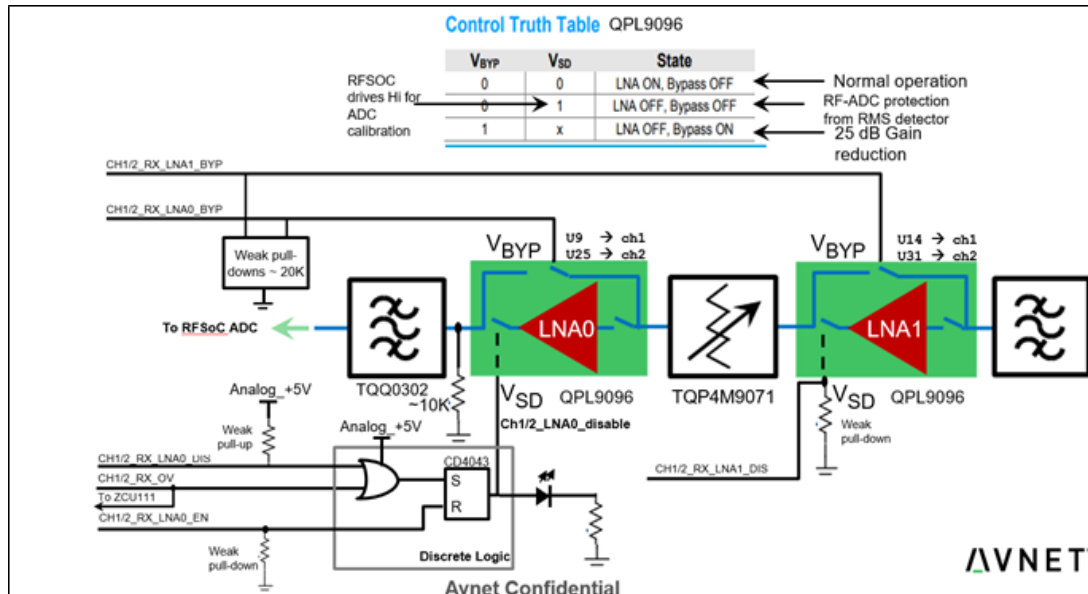 Control Truth Table QPL9096
VBYP VSD State
0 0 LNA ON, Bypass OFF
0 1 LNA OFF, Bypass OFF
1 x LNA OFF, Bypass ON
RFSOC
drives Hi for
ADC
calibration
Normal operation
RF-ADC protection
from RMS detector
25 dB Gain
reduction
CH1/2_RX_LNA1_BYP
CH1/2_RX_LNA0_BYP
Weak pull-
downs ~ 20K
VBYP
U9 → ch1
U25 → ch2
VBYP
U14 → ch1
U31 → ch2
To RFSoC ADC
LNA0
LNA1
TQQ0302
~10K
VSD
QPL9096
TQP4M9071
VSD
QPL9096
Ch1/2_LNA0_disable
Weak
pull-down
Analog_+5V
Weak
pull-up
Analog_+5V
CH1/2_RX_LNA0_DIS
CH1/2_RX_OV
To ZCU111
CH1/2_RX_LNA0_EN
CD4043
S
R
CH1/2_RX_LNA1_DIS
Weak
pull-down
Discrete Logic
Avnet Confidential
AVNET